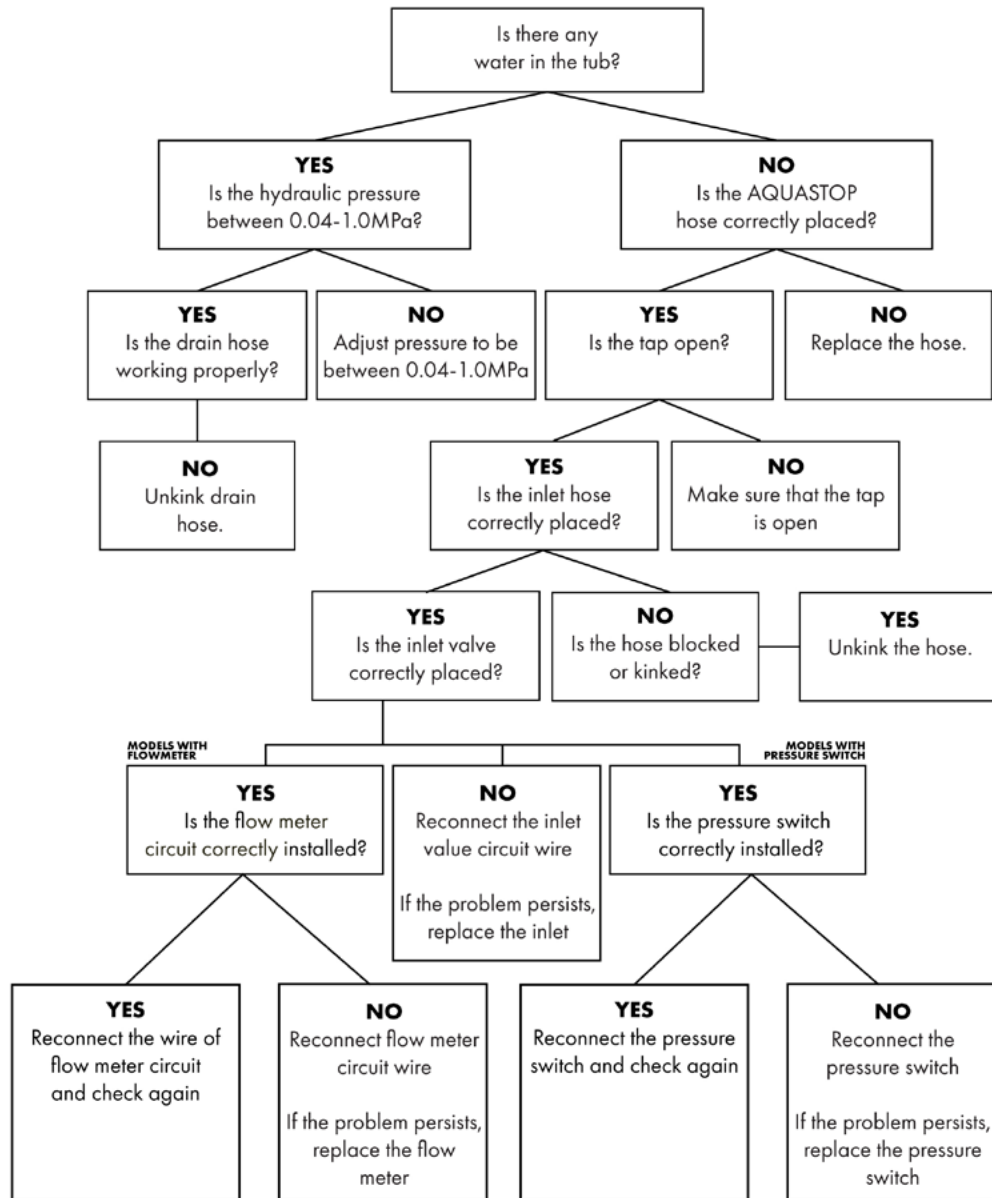 Is there any
water in the tub?
YES
Is the hydraulic pressure
between 0.04-1.0MPa?
NO
Is the AQUASTOP
hose correctly placed?
YES
Is the drain hose
working properly?
NO
Adjust pressure to be
between 0.04-1.0MPa
YES
Is the tap open?
NO
Replace the hose.
NO
Unkink drain
hose.
YES
Is the inlet hose
correctly placed?
NO
Make sure that the tap
is open
YES
Is the inlet valve
correctly placed?
NO
Is the hose blocked
or kinked?
YES
Unkink the hose.
MODELS WITH
FLOWMETER
YES
Is the flow meter
circuit correctly installed?
NO
Reconnect the inlet
value circuit wire
If the problem persists,
replace the inlet
MODELS WITH
PRESSURE SWITCH
YES
Is the pressure switch
correctly installed?
YES
Reconnect the wire of
flow meter circuit
and check again
NO
Reconnect flow meter
circuit wire
If the problem persists,
replace the flow
meter
YES
Reconnect the pressure
switch and check again
NO
Reconnect the
pressure switch
If the problem persists,
replace the pressure
switch